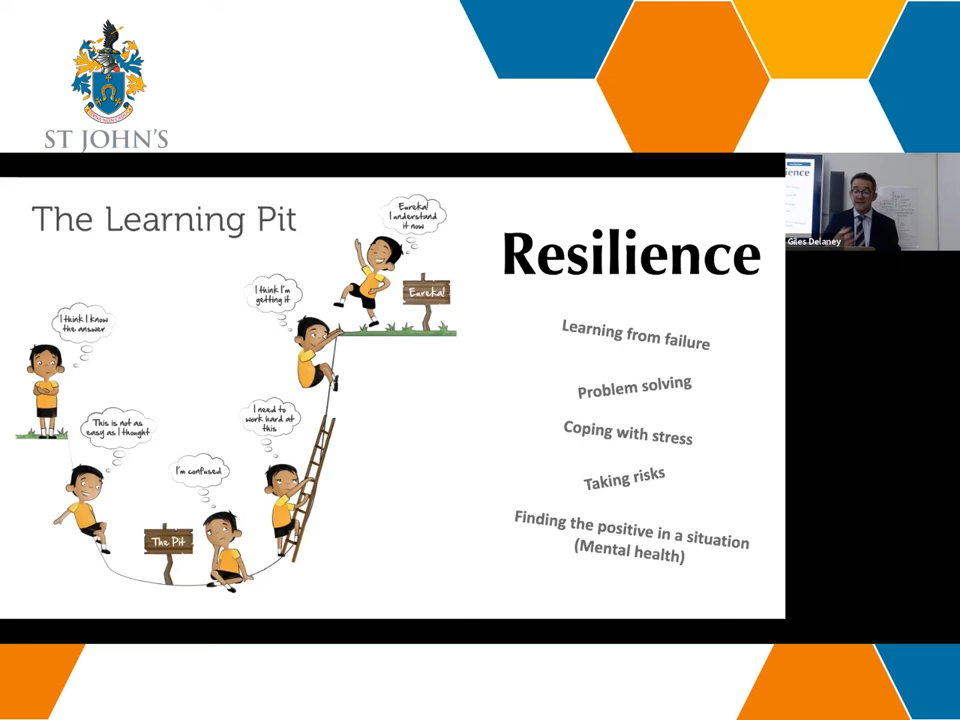 ST JOHN'S
The Learning Pit
I think I know
the answer
This is not as
easy as I thought
The Pit
I'm confused
I need to
work hard at
this
I think I'm
getting it
Eureka!
I understand
it now
Eureka!
Resilience
Learning from failure
Problem solving
Coping with stress
Taking risks
Finding the positive in a situation
(Mental health)
ience
Giles Delaney